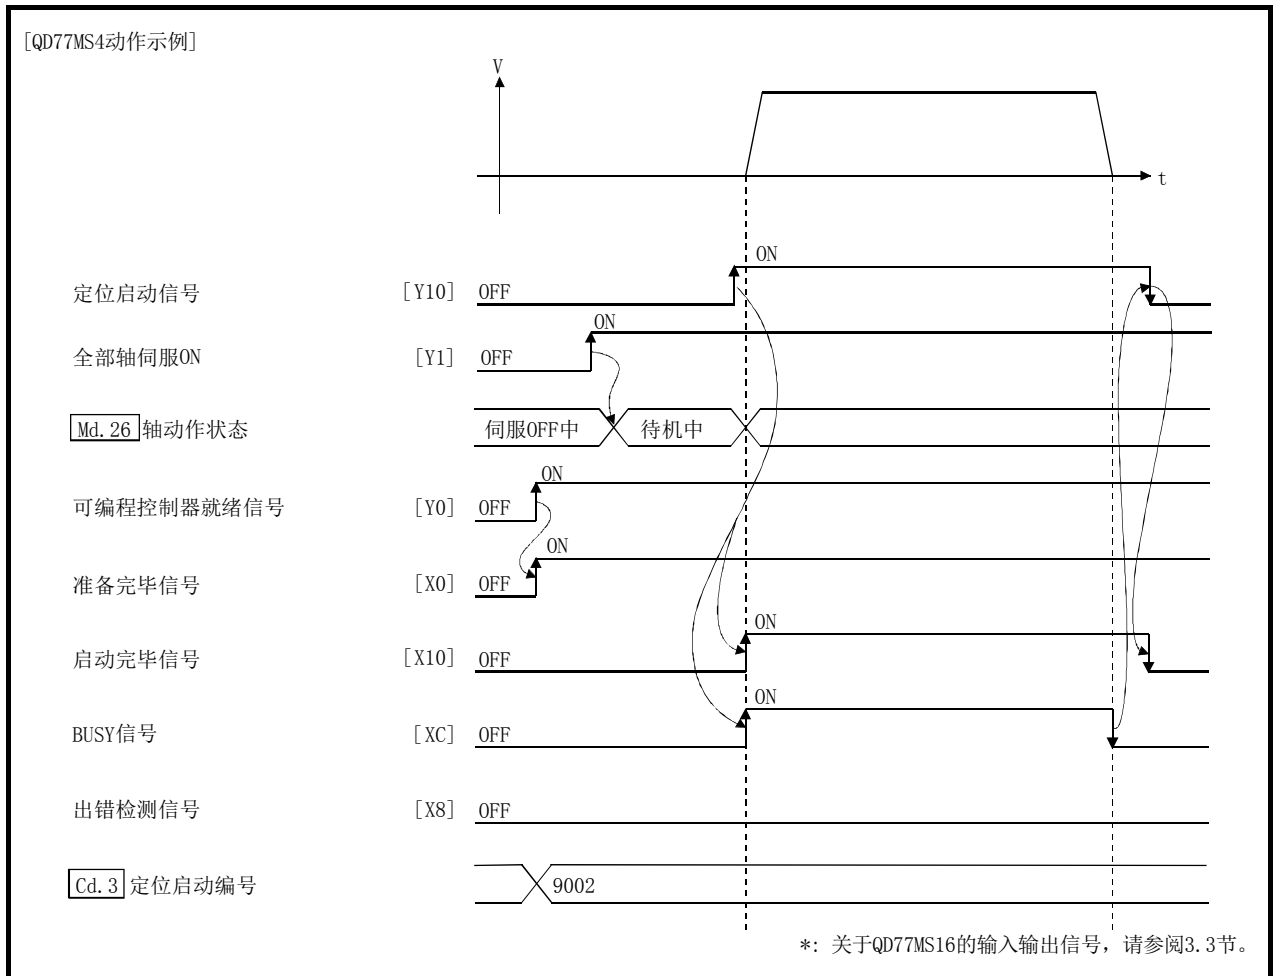 [QD77MS4动作示例]
V
t
ON
定位启动信号 [Y10] OFF
ON
全部轴伺服ON [Y1] OFF
Md.26 轴动作状态 伺服OFF中 待机中
ON
可编程控制器就绪信号 [Y0] OFF
ON
准备完毕信号 [X0] OFF
ON
启动完毕信号 [X10] OFF
ON
BUSY信号 [XC] OFF
出错检测信号 [X8] OFF
Cd.3 定位启动编号 9002
*: 关于QD77MS16的输入输出信号，请参阅3.3节。